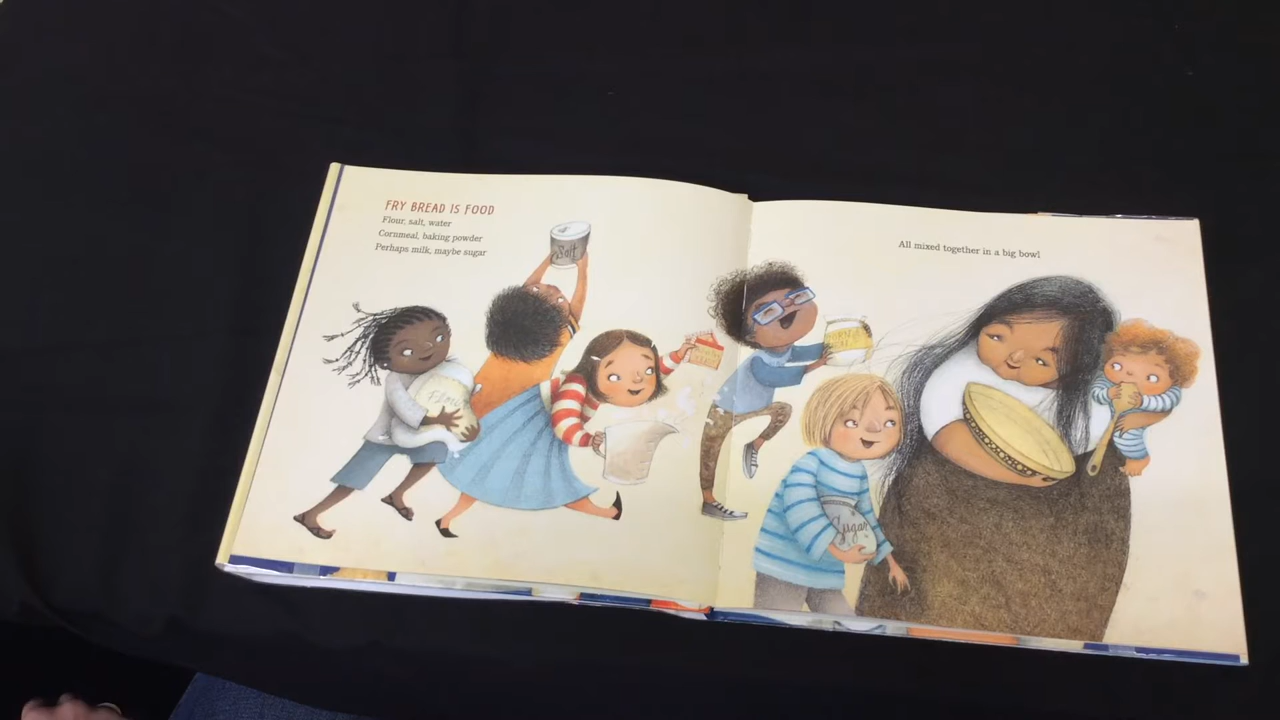 FRY BREAD IS FOOD
Flour, salt, water
Cornmeal, baking powder
Perhaps milk, maybe sugar
All mixed together in a big bowl
Salt
Flour
Sugar